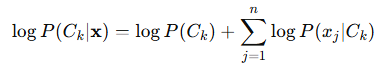 log P(C_k|𝐱) = log P(C_k) + ∑_{j=1}^{n} log P(x_j|C_k)